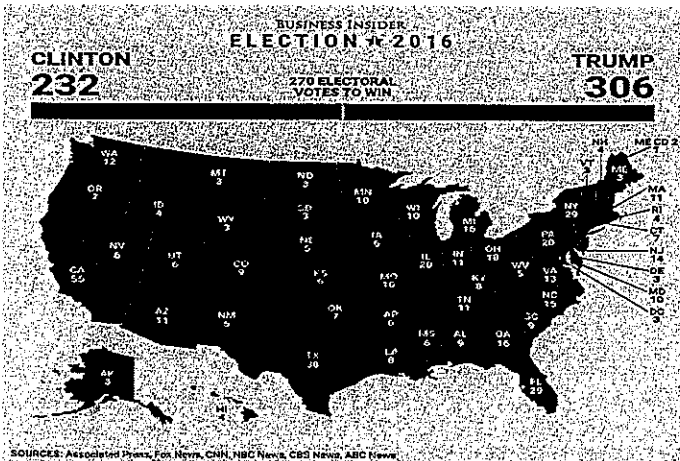 BUSINESS INSIDER
ELECTION ★ 2016
CLINTON
232
TRUMP
306
270 ELECTORAL
VOTES TO WIN
WA
12
OR
7
ID
4
MT
3
ND
3
MN
10
WI
10
SD
3
WY
3
NV
6
UT
6
CO
9
NE
5
IA
6
CA
55
KS
6
MO
10
IL
20
IN
11
OH
18
MI
16
PA
20
NY
29
NH
VT
3
ME
3
ME CD 2
MA
11
RI
CT
7
NJ
14
DE
3
MD
10
WV
5
VA
13
KY
8
NC
15
TN
11
SC
9
AZ
11
NM
5
OK
7
AR
6
MS
6
AL
9
GA
16
TX
38
LA
8
FL
29
AK
3
HI
SOURCES: Associated Press, Fox News, CNN, NBC News, CBS News, ABC News